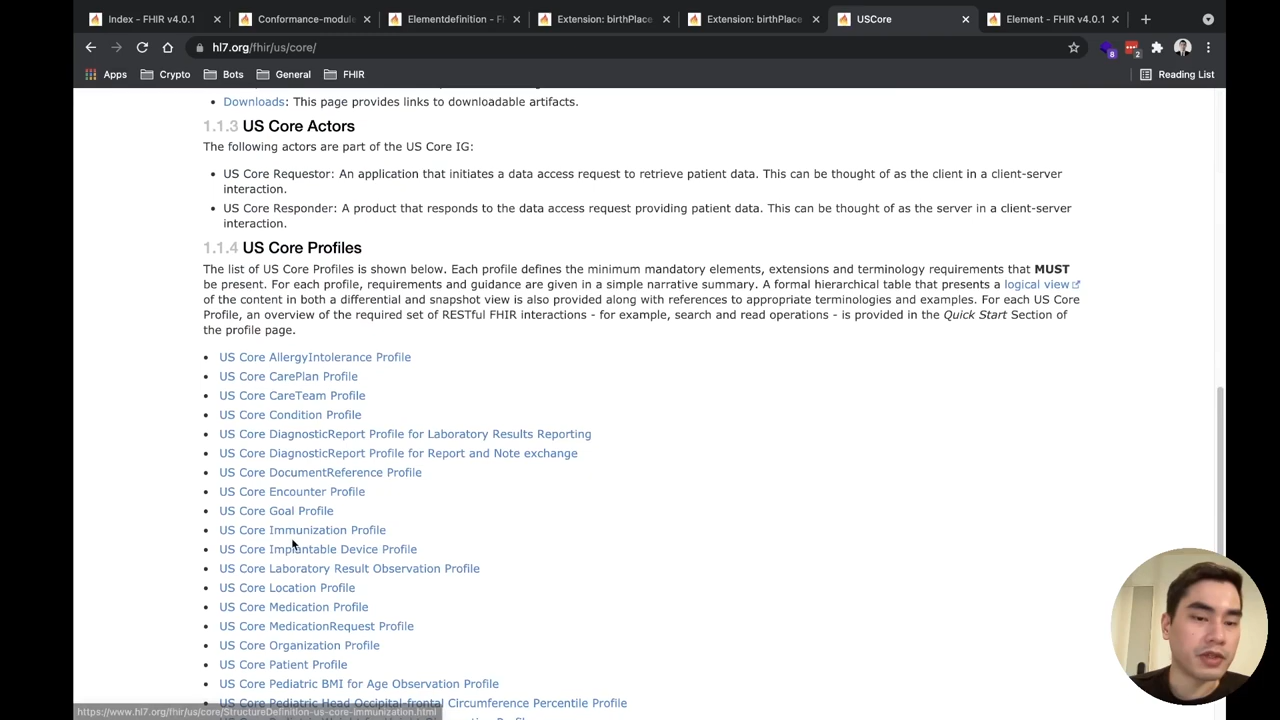 Index - FHIR v4.0.1
Conformance-module
Elementdefinition - F
Extension: birthPlace
Extension: birthPlace
USCore
Element - FHIR v4.0.1
hl7.org/fhir/us/core/
8
2
Apps
Crypto
Bots
General
FHIR
Reading List
• Downloads: This page provides links to downloadable artifacts.
1.1.3 US Core Actors
The following actors are part of the US Core IG:
• US Core Requestor: An application that initiates a data access request to retrieve patient data. This can be thought of as the client in a client-server
interaction.
• US Core Responder: A product that responds to the data access request providing patient data. This can be thought of as the server in a client-server
interaction.
1.1.4 US Core Profiles
The list of US Core Profiles is shown below. Each profile defines the minimum mandatory elements, extensions and terminology requirements that MUST
be present. For each profile, requirements and guidance are given in a simple narrative summary. A formal hierarchical table that presents a logical view
of the content in both a differential and snapshot view is also provided along with references to appropriate terminologies and examples. For each US Core
Profile, an overview of the required set of RESTful FHIR interactions - for example, search and read operations - is provided in the Quick Start Section of
the profile page.
• US Core AllergyIntolerance Profile
• US Core CarePlan Profile
• US Core CareTeam Profile
• US Core Condition Profile
• US Core DiagnosticReport Profile for Laboratory Results Reporting
• US Core DiagnosticReport Profile for Report and Note exchange
• US Core DocumentReference Profile
• US Core Encounter Profile
• US Core Goal Profile
• US Core Immunization Profile
• US Core Implantable Device Profile
• US Core Laboratory Result Observation Profile
• US Core Location Profile
• US Core Medication Profile
• US Core MedicationRequest Profile
• US Core Organization Profile
• US Core Patient Profile
• US Core Pediatric BMI for Age Observation Profile
• US Core Pediatric Head Occipital-frontal Circumference Percentile Profile
https://www.hl7.org/fhir/us/core/StructureDefinition-us-core-immunization.html